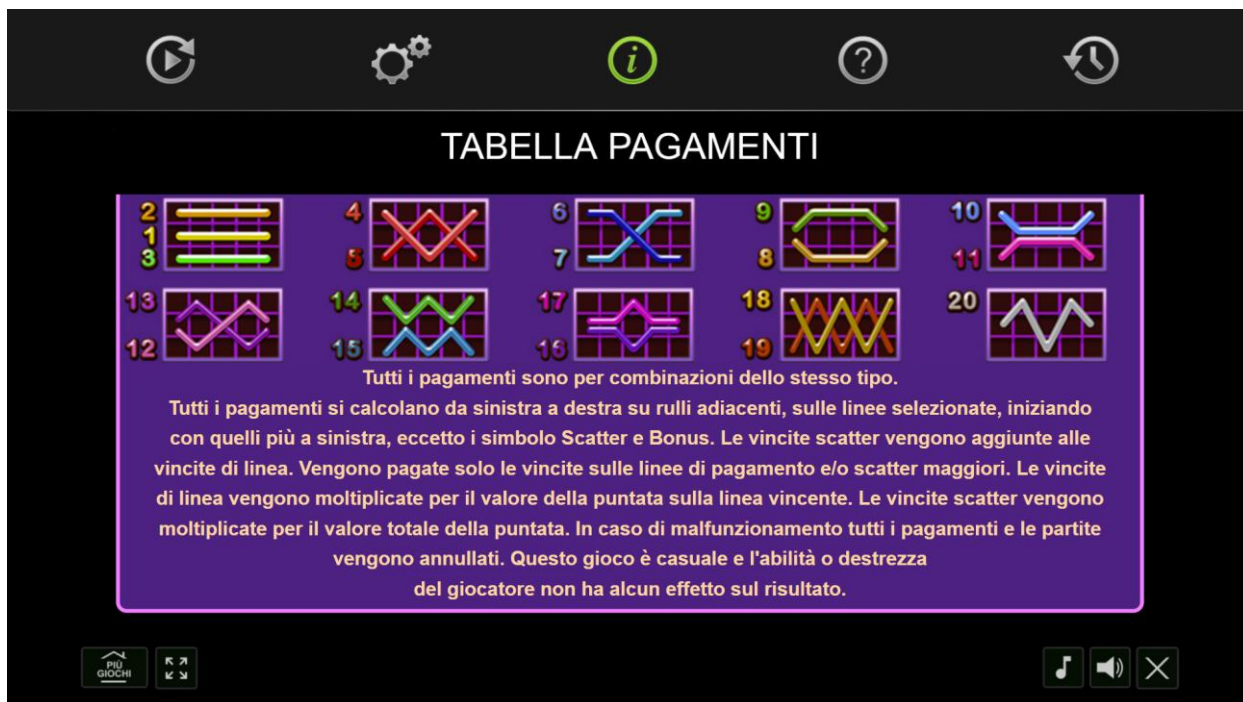 TABELLA PAGAMENTI
2 4 6 9 10
1
3 5 7 8 11
13 14 17 18 20
12 15 16 19
Tutti i pagamenti sono per combinazioni dello stesso tipo.
Tutti i pagamenti si calcolano da sinistra a destra su rulli adiacenti, sulle linee selezionate, iniziando
con quelli più a sinistra, eccetto i simbolo Scatter e Bonus. Le vincite scatter vengono aggiunte alle
vincite di linea. Vengono pagate solo le vincite sulle linee di pagamento e/o scatter maggiori. Le vincite
di linea vengono moltiplicate per il valore della puntata sulla linea vincente. Le vincite scatter vengono
moltiplicate per il valore totale della puntata. In caso di malfunzionamento tutti i pagamenti e le partite
vengono annullati. Questo gioco è casuale e l'abilità o destrezza
del giocatore non ha alcun effetto sul risultato.
PIÙ
GIOCHI